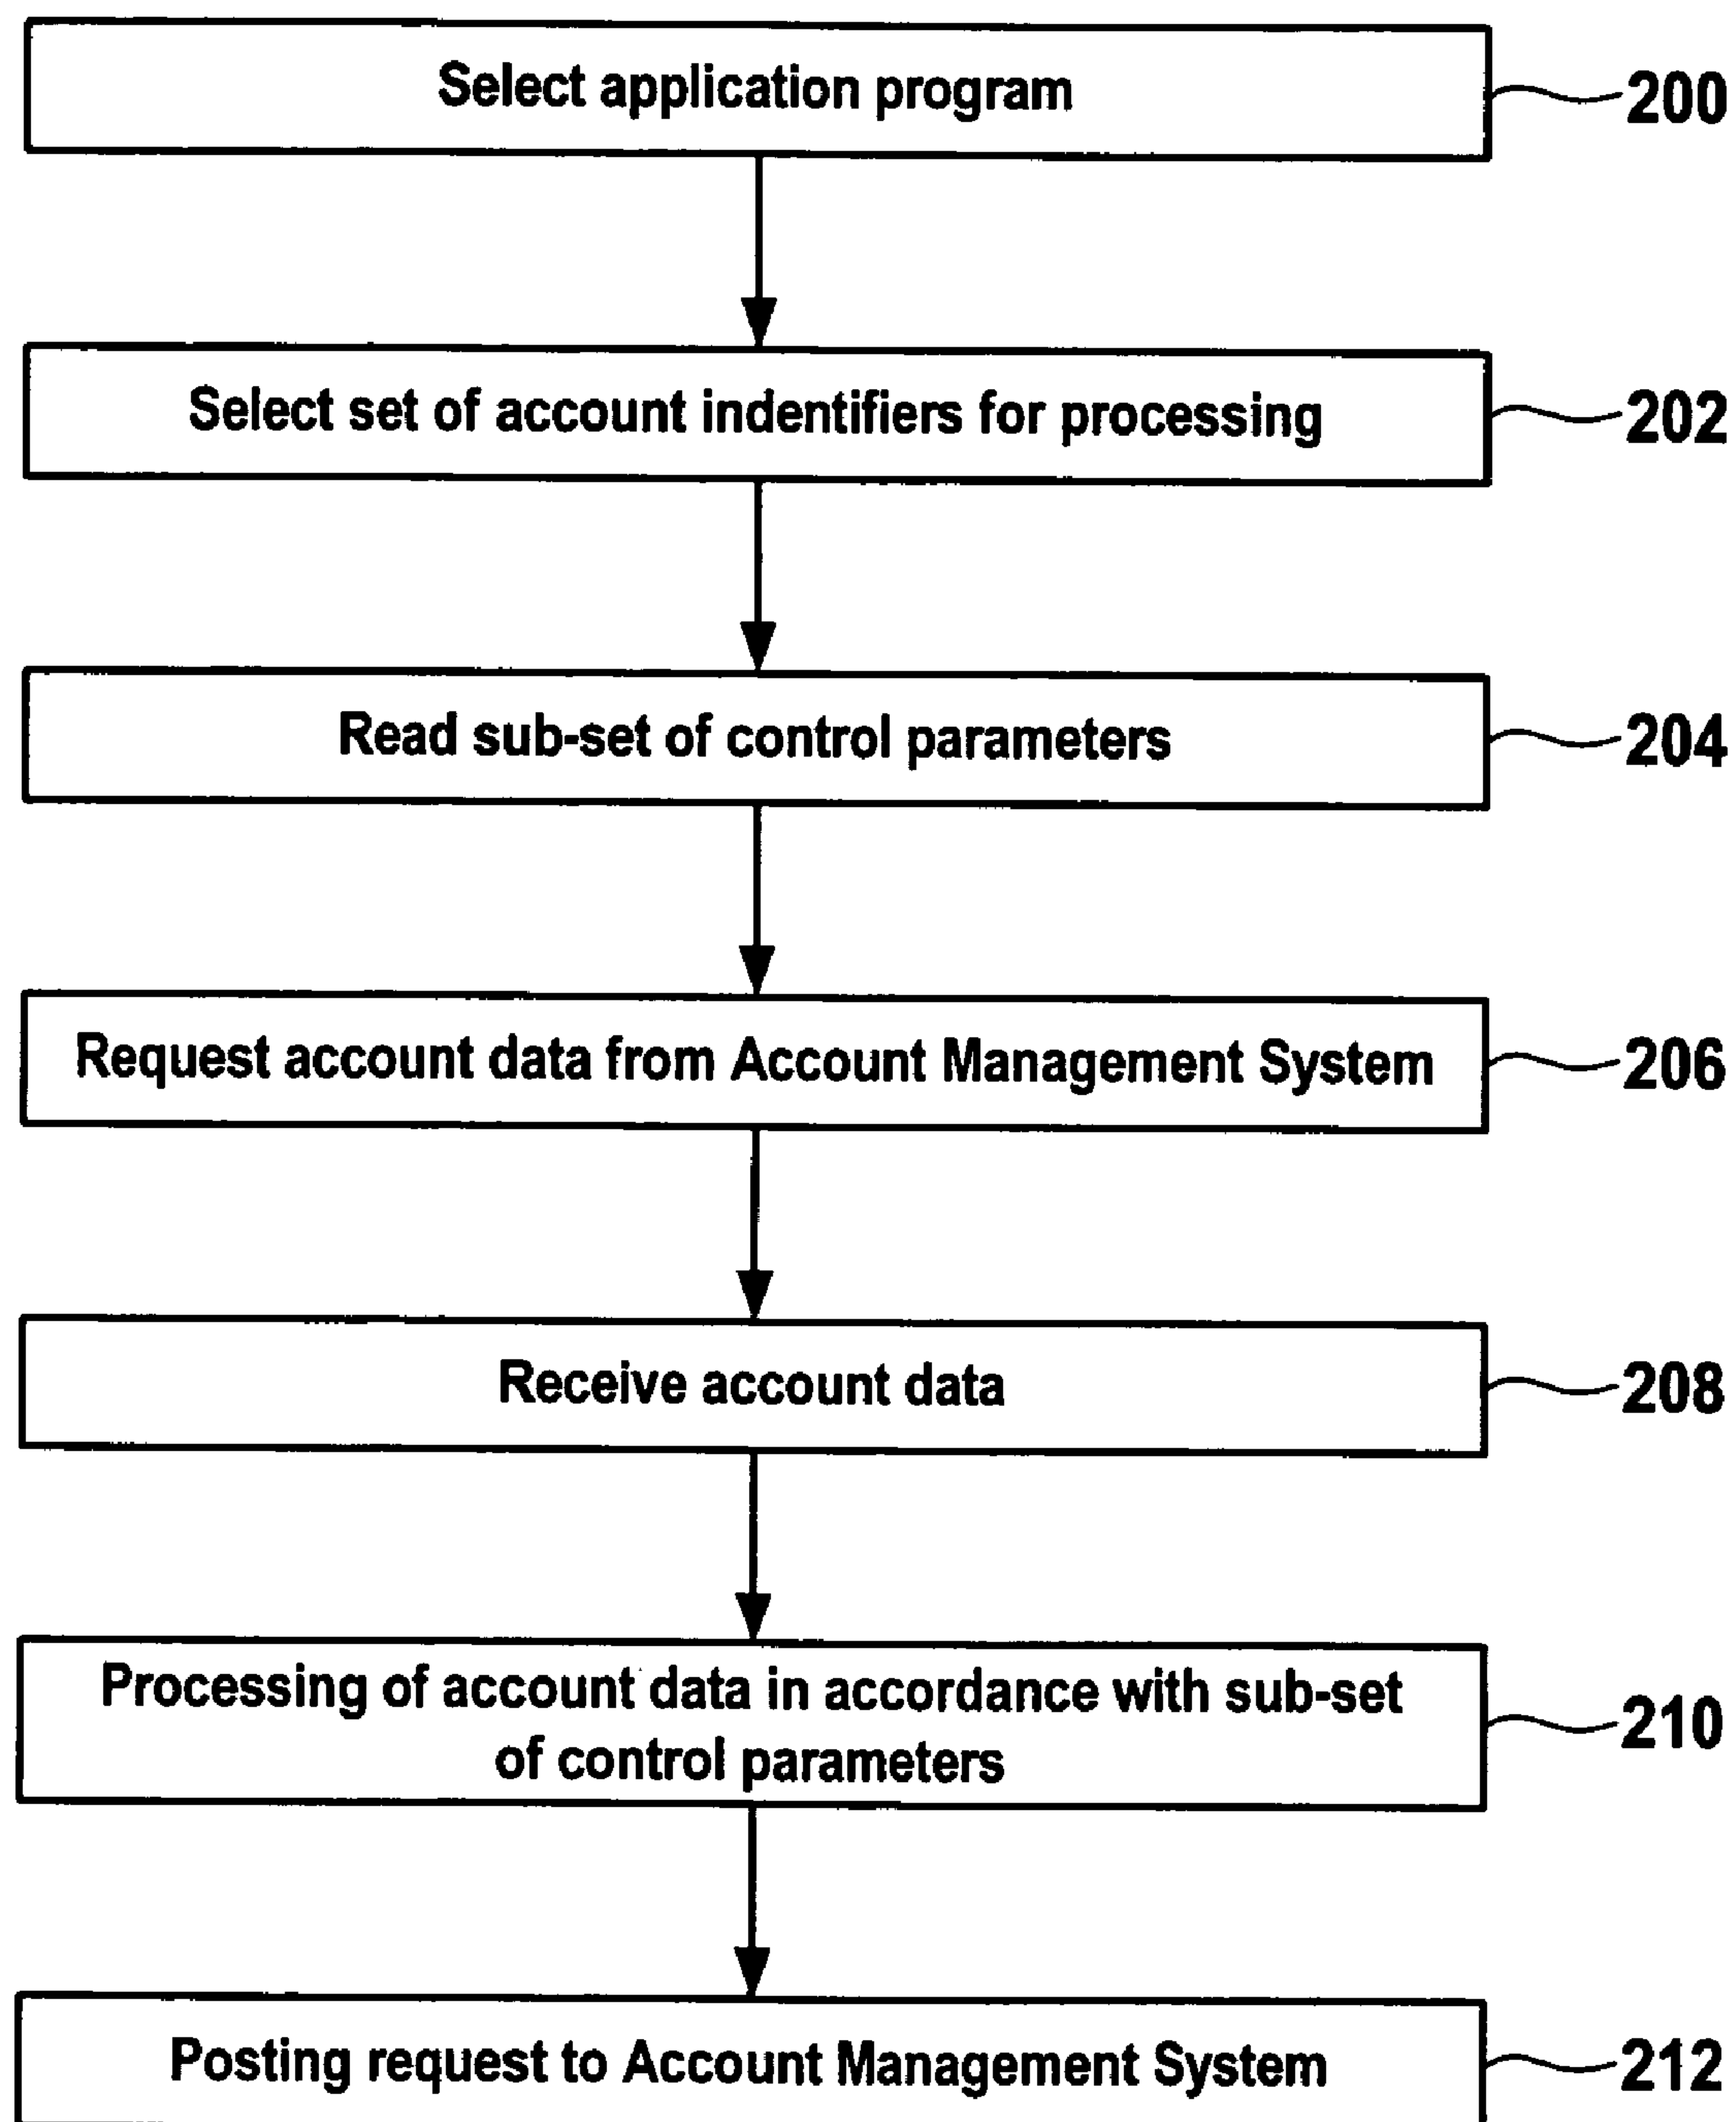 Select application program
200
Select set of account indentifiers for processing
202
Read sub-set of control parameters
204
Request account data from Account Management System
206
Receive account data
208
Processing of account data in accordance with sub-set
of control parameters
210
Posting request to Account Management System
212